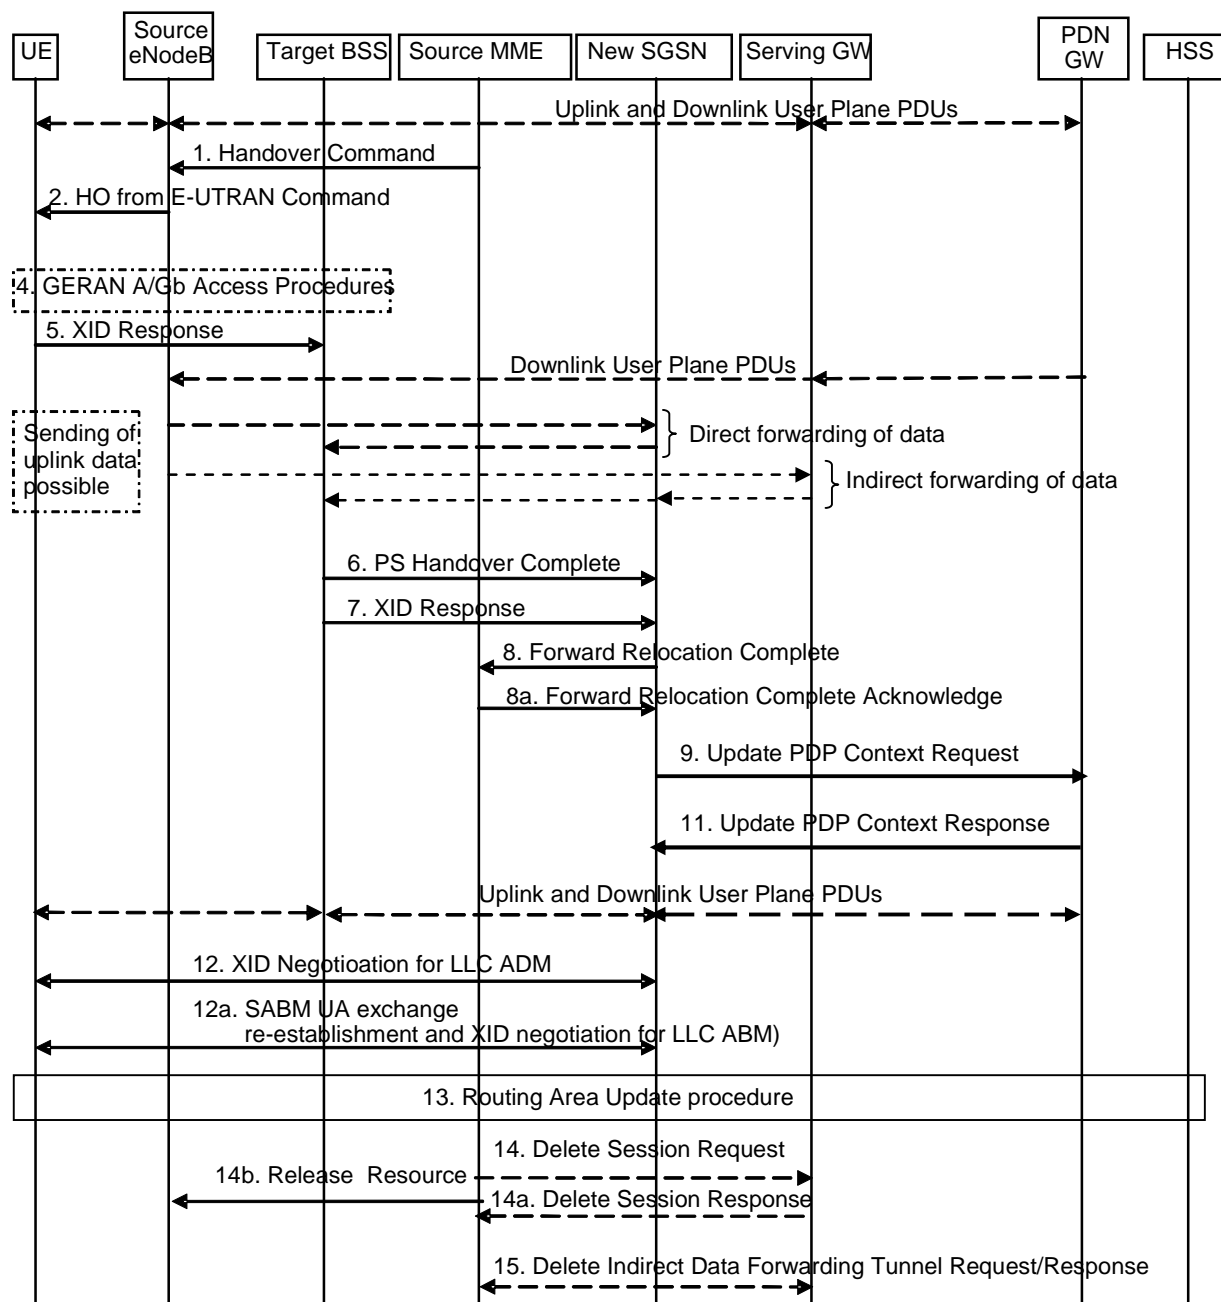 Source
eNodeB
UE
Target BSS
Source MME
New SGSN
Serving GW
PDN
GW
HSS
Uplink and Downlink User Plane PDUs
1. Handover Command
2. HO from E-UTRAN Command
4. GERAN A/Gb Access Procedures
5. XID Response
Downlink User Plane PDUs
Sending of
uplink data
possible
Direct forwarding of data
Indirect forwarding of data
6. PS Handover Complete
7. XID Response
8. Forward Relocation Complete
8a. Forward Relocation Complete Acknowledge
9. Update PDP Context Request
11. Update PDP Context Response
Uplink and Downlink User Plane PDUs
12. XID Negotioation for LLC ADM
12a. SABM UA exchange
re-establishment and XID negotiation for LLC ABM)
13. Routing Area Update procedure
14. Delete Session Request
14b. Release Resource
14a. Delete Session Response
15. Delete Indirect Data Forwarding Tunnel Request/Response